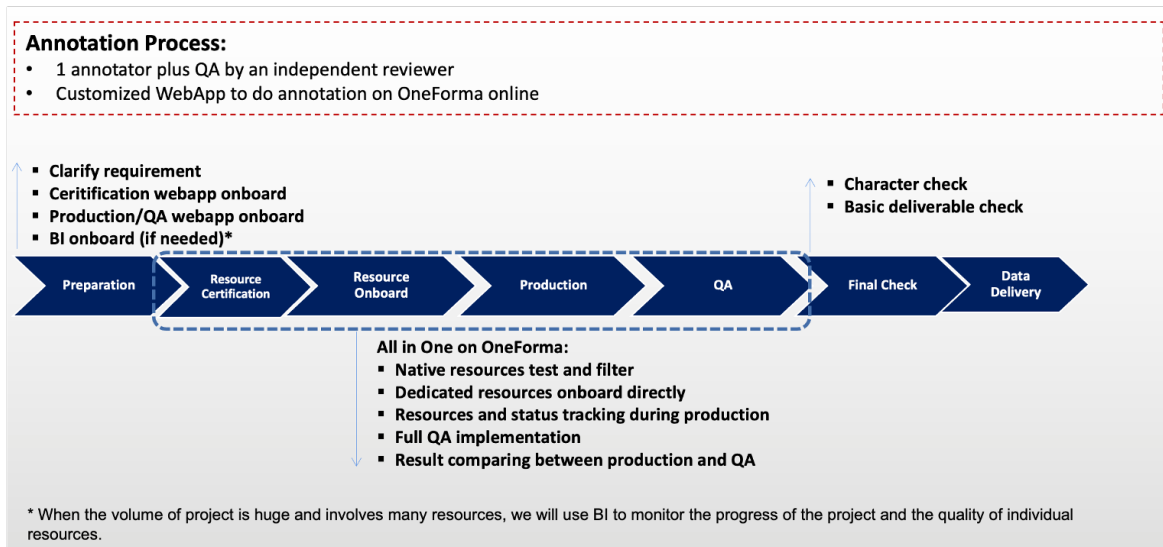 Annotation Process:
• 1 annotator plus QA by an independent reviewer
• Customized WebApp to do annotation on OneForma online
▪ Clarify requirement
▪ Ceritification webapp onboard
▪ Production/QA webapp onboard
▪ BI onboard (if needed)*
▪ Character check
▪ Basic deliverable check
Preparation
Resource
Certification
Resource
Onboard
Production
QA
Final Check
Data
Delivery
All in One on OneForma:
▪ Native resources test and filter
▪ Dedicated resources onboard directly
▪ Resources and status tracking during production
▪ Full QA implementation
▪ Result comparing between production and QA
* When the volume of project is huge and involves many resources, we will use BI to monitor the progress of the project and the quality of individual
resources.